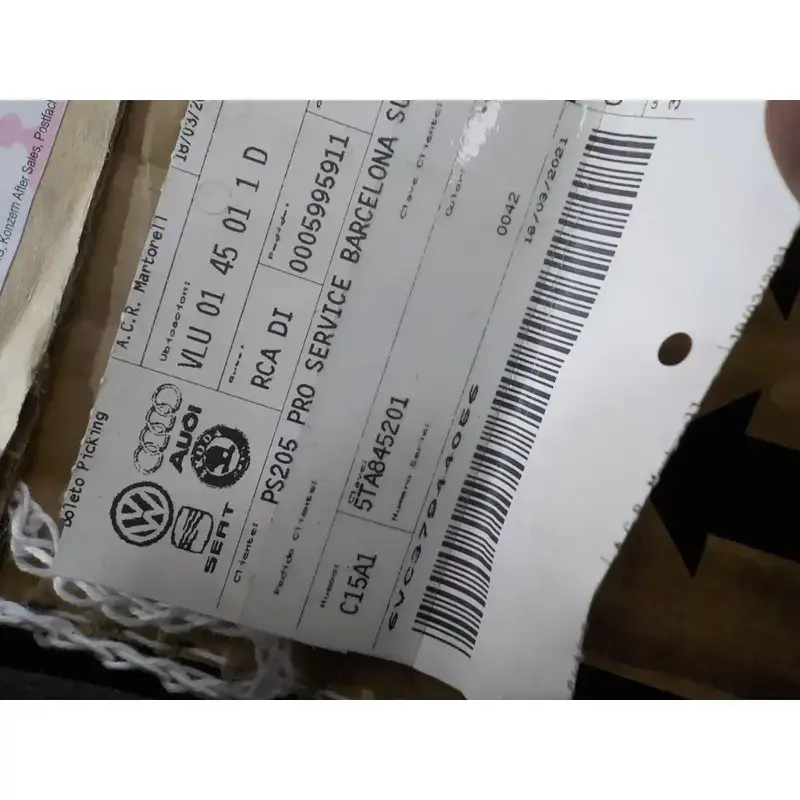 Konzern After Sales, Postfach
Boleto Picking
A.C.R. Martorell
18/03/2
AUDI
SEAT
Ubicacion:
VLU 01 45 01 1 D
RCA DI
Pedido:
0005995911
Cliente:
PS205 PRO SERVICE BARCELONA SU
Pedido Cliente:
Clave Cliente:
Hubono:
C15A1
Clave:
5TA845201
Numero Serie:
0042
18/03/2021
6VC37944066